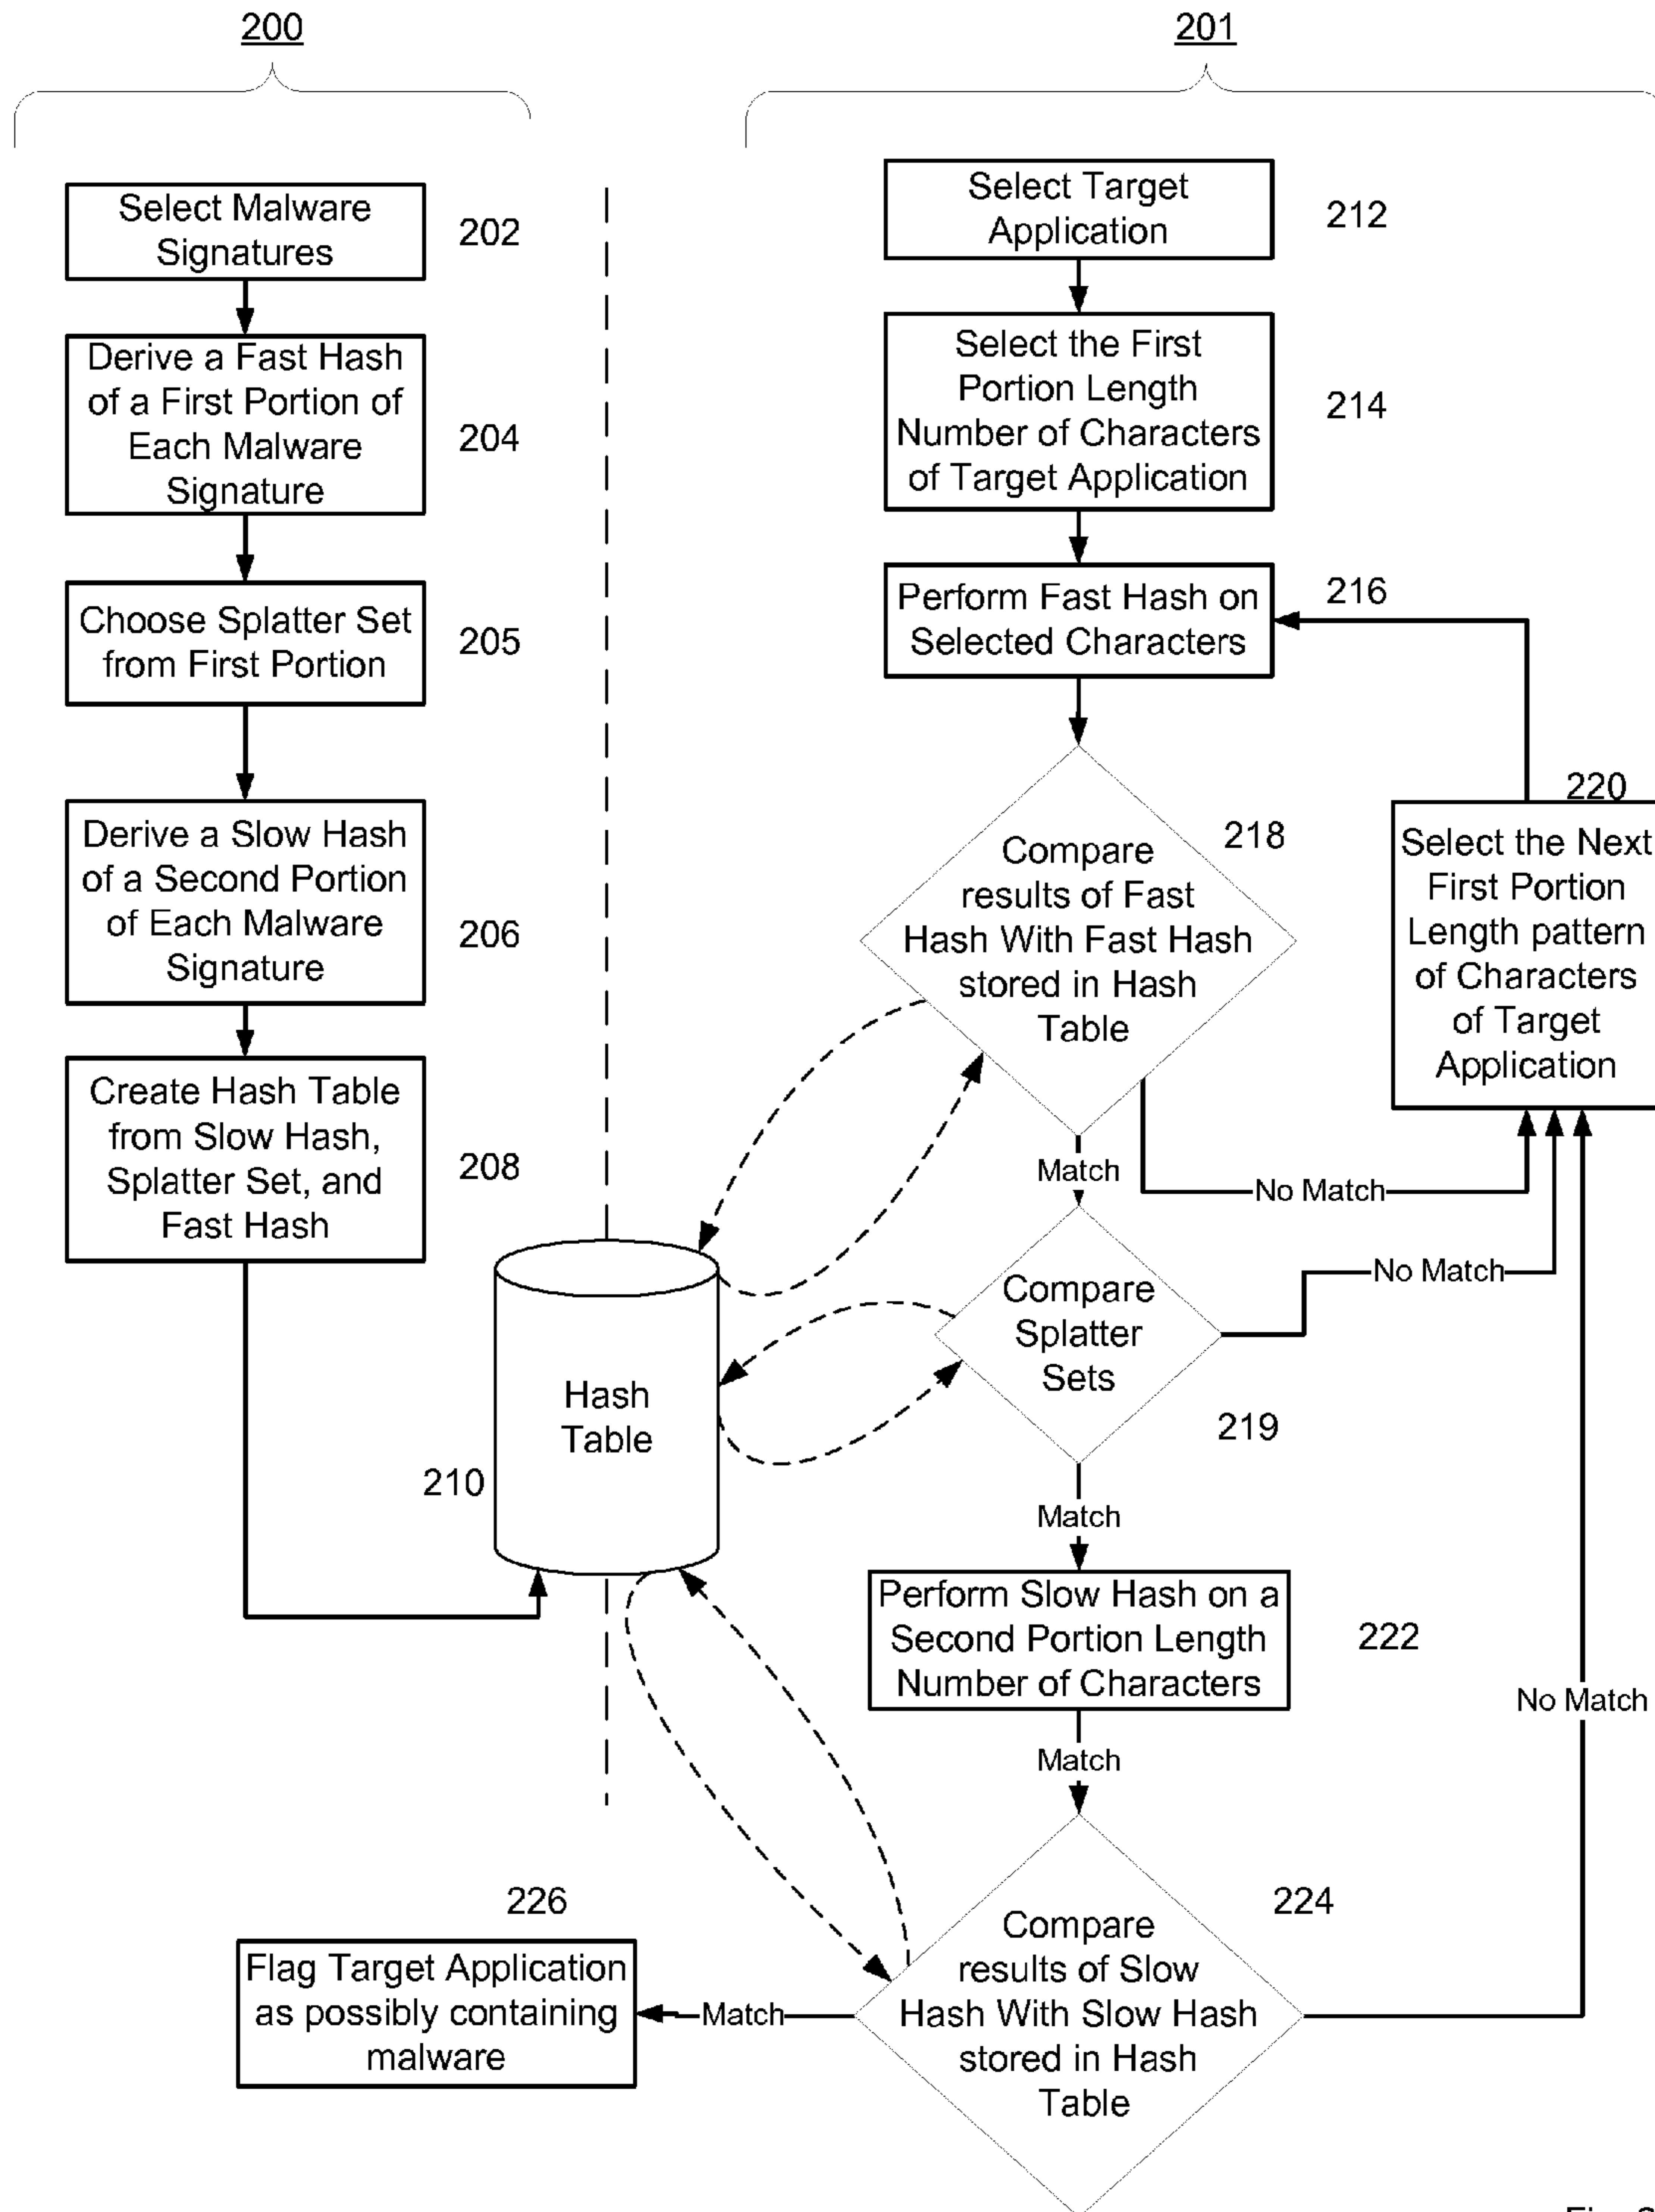 200
201
Select Malware
Signatures
202
Derive a Fast Hash
of a First Portion of
Each Malware
Signature
204
Choose Splatter Set
from First Portion
205
Derive a Slow Hash
of a Second Portion
of Each Malware
Signature
206
Create Hash Table
from Slow Hash,
Splatter Set, and
Fast Hash
208
Hash
Table
210
Select Target
Application
212
Select the First
Portion Length
Number of Characters
of Target Application
214
Perform Fast Hash on
Selected Characters
216
Compare
results of Fast
Hash With Fast Hash
stored in Hash
Table
218
220
Select the Next
First Portion
Length pattern
of Characters
of Target
Application
Match
No Match
Compare
Splatter
Sets
219
No Match
Match
Perform Slow Hash on a
Second Portion Length
Number of Characters
222
Match
No Match
Compare
results of Slow
Hash With Slow Hash
stored in Hash
Table
224
Match
226
Flag Target Application
as possibly containing
malware